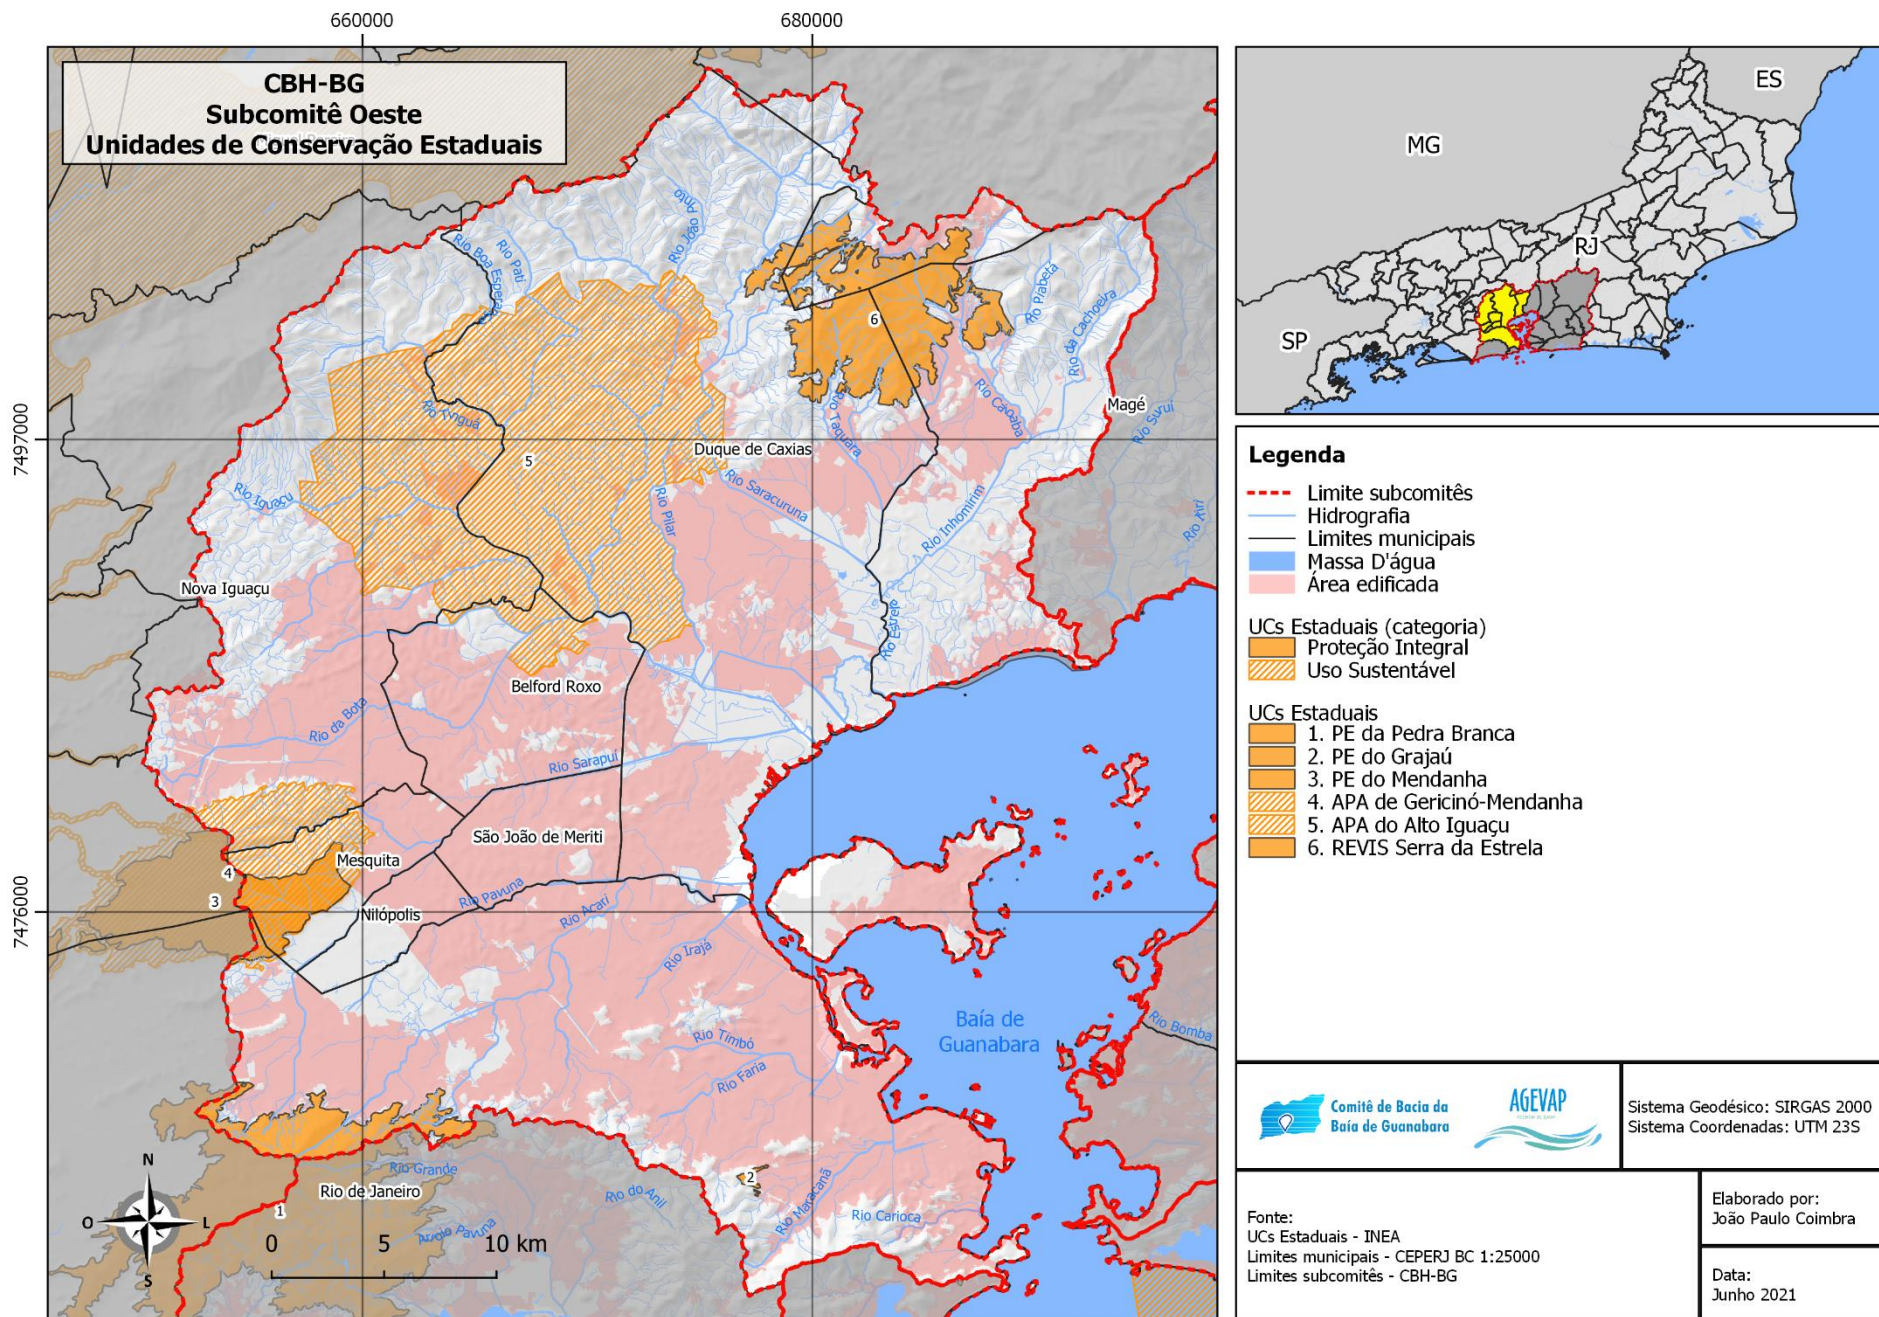 660000
680000
CBH-BG
Subcomitê Oeste
Unidades de Conservação Estaduais
Rio João Pinto
Rio Pati
Rio Boa Esperança
6
Rio Piabetá
Rio da Cachoeira
Rio Tynguá
5
7497000
Duque de Caxias
Rio Taquara
Rio Caioaba
Magé
Rio Suruí
Rio Iguaçu
Rio Pilar
Rio Saracuruna
Rio Inhomirim
Rio Iriri
Nova Iguaçu
Rio Estrela
Belford Roxo
Rio da Bota
Rio Sarapuí
São João de Meriti
Mesquita
4
3
Nilópolis
7476000
Rio Pavuna
Rio Acari
Rio Irajá
Baía de
Guanabara
Rio Timbó
Rio Faria
Rio Bomba
Rio Grande
Rio de Janeiro
1
Rio do Anil
Arroio Pavuna
2
Rio Maracanã
Rio Carioca
N
O
L
S
0 5 10 km
ES
MG
RJ
SP
Legenda
Limite subcomitês
Hidrografia
Limites municipais
Massa D'água
Área edificada
UCs Estaduais (categoria)
Proteção Integral
Uso Sustentável
UCs Estaduais
1. PE da Pedra Branca
2. PE do Grajaú
3. PE do Mendanha
4. APA de Gericinó-Mendanha
5. APA do Alto Iguaçu
6. REVIS Serra da Estrela
Comitê de Bacia da
Baía de Guanabara
AGEVAP
Sistema Geodésico: SIRGAS 2000
Sistema Coordenadas: UTM 23S
Fonte:
UCs Estaduais - INEA
Limites municipais - CEPERJ BC 1:25000
Limites subcomitês - CBH-BG
Elaborado por:
João Paulo Coimbra
Data:
Junho 2021